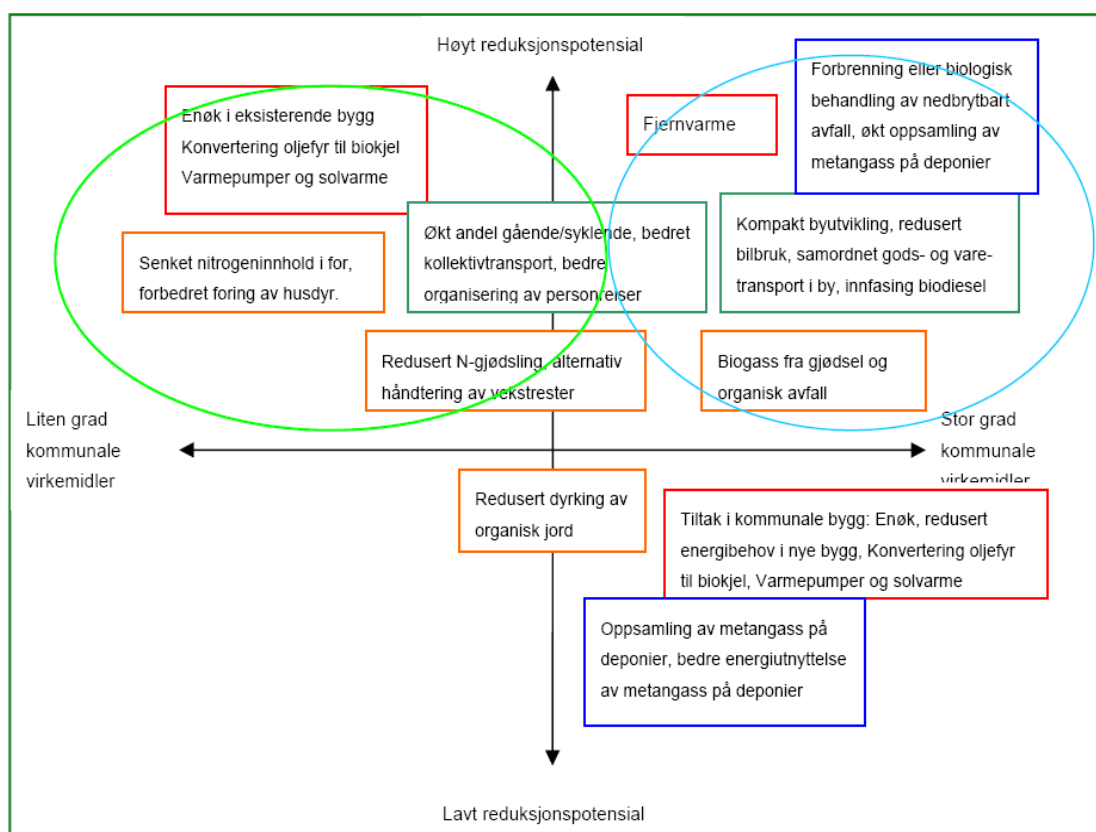 Høyt reduksjonspotensial
Enøk i eksisterende bygg
Konvertering oljefyr til biokjel
Varmepumper og solvarme
Fjernvarme
Forbrenning eller biologisk
behandling av nedbrytbart
avfall, økt oppsamling av
metangass på deponier
Senket nitrogeninnhold i for,
forbedret foring av husdyr.
Økt andel gående/syklende, bedret
kollektivtransport, bedre
organisering av personreiser
Kompakt byutvikling, redusert
bilbruk, samordnet gods- og vare-
transport i by, innfasing biodiesel
Redusert N-gjødsling, alternativ
håndtering av vekstrester
Biogass fra gjødsel og
organisk avfall
Liten grad
kommunale
virkemidler
Stor grad
kommunale
virkemidler
Redusert dyrking av
organisk jord
Tiltak i kommunale bygg: Enøk, redusert
energibehov i nye bygg, Konvertering oljefyr
til biokjel, Varmepumper og solvarme
Oppsamling av metangass på
deponier, bedre energiutnyttelse
av metangass på deponier
Lavt reduksjonspotensial